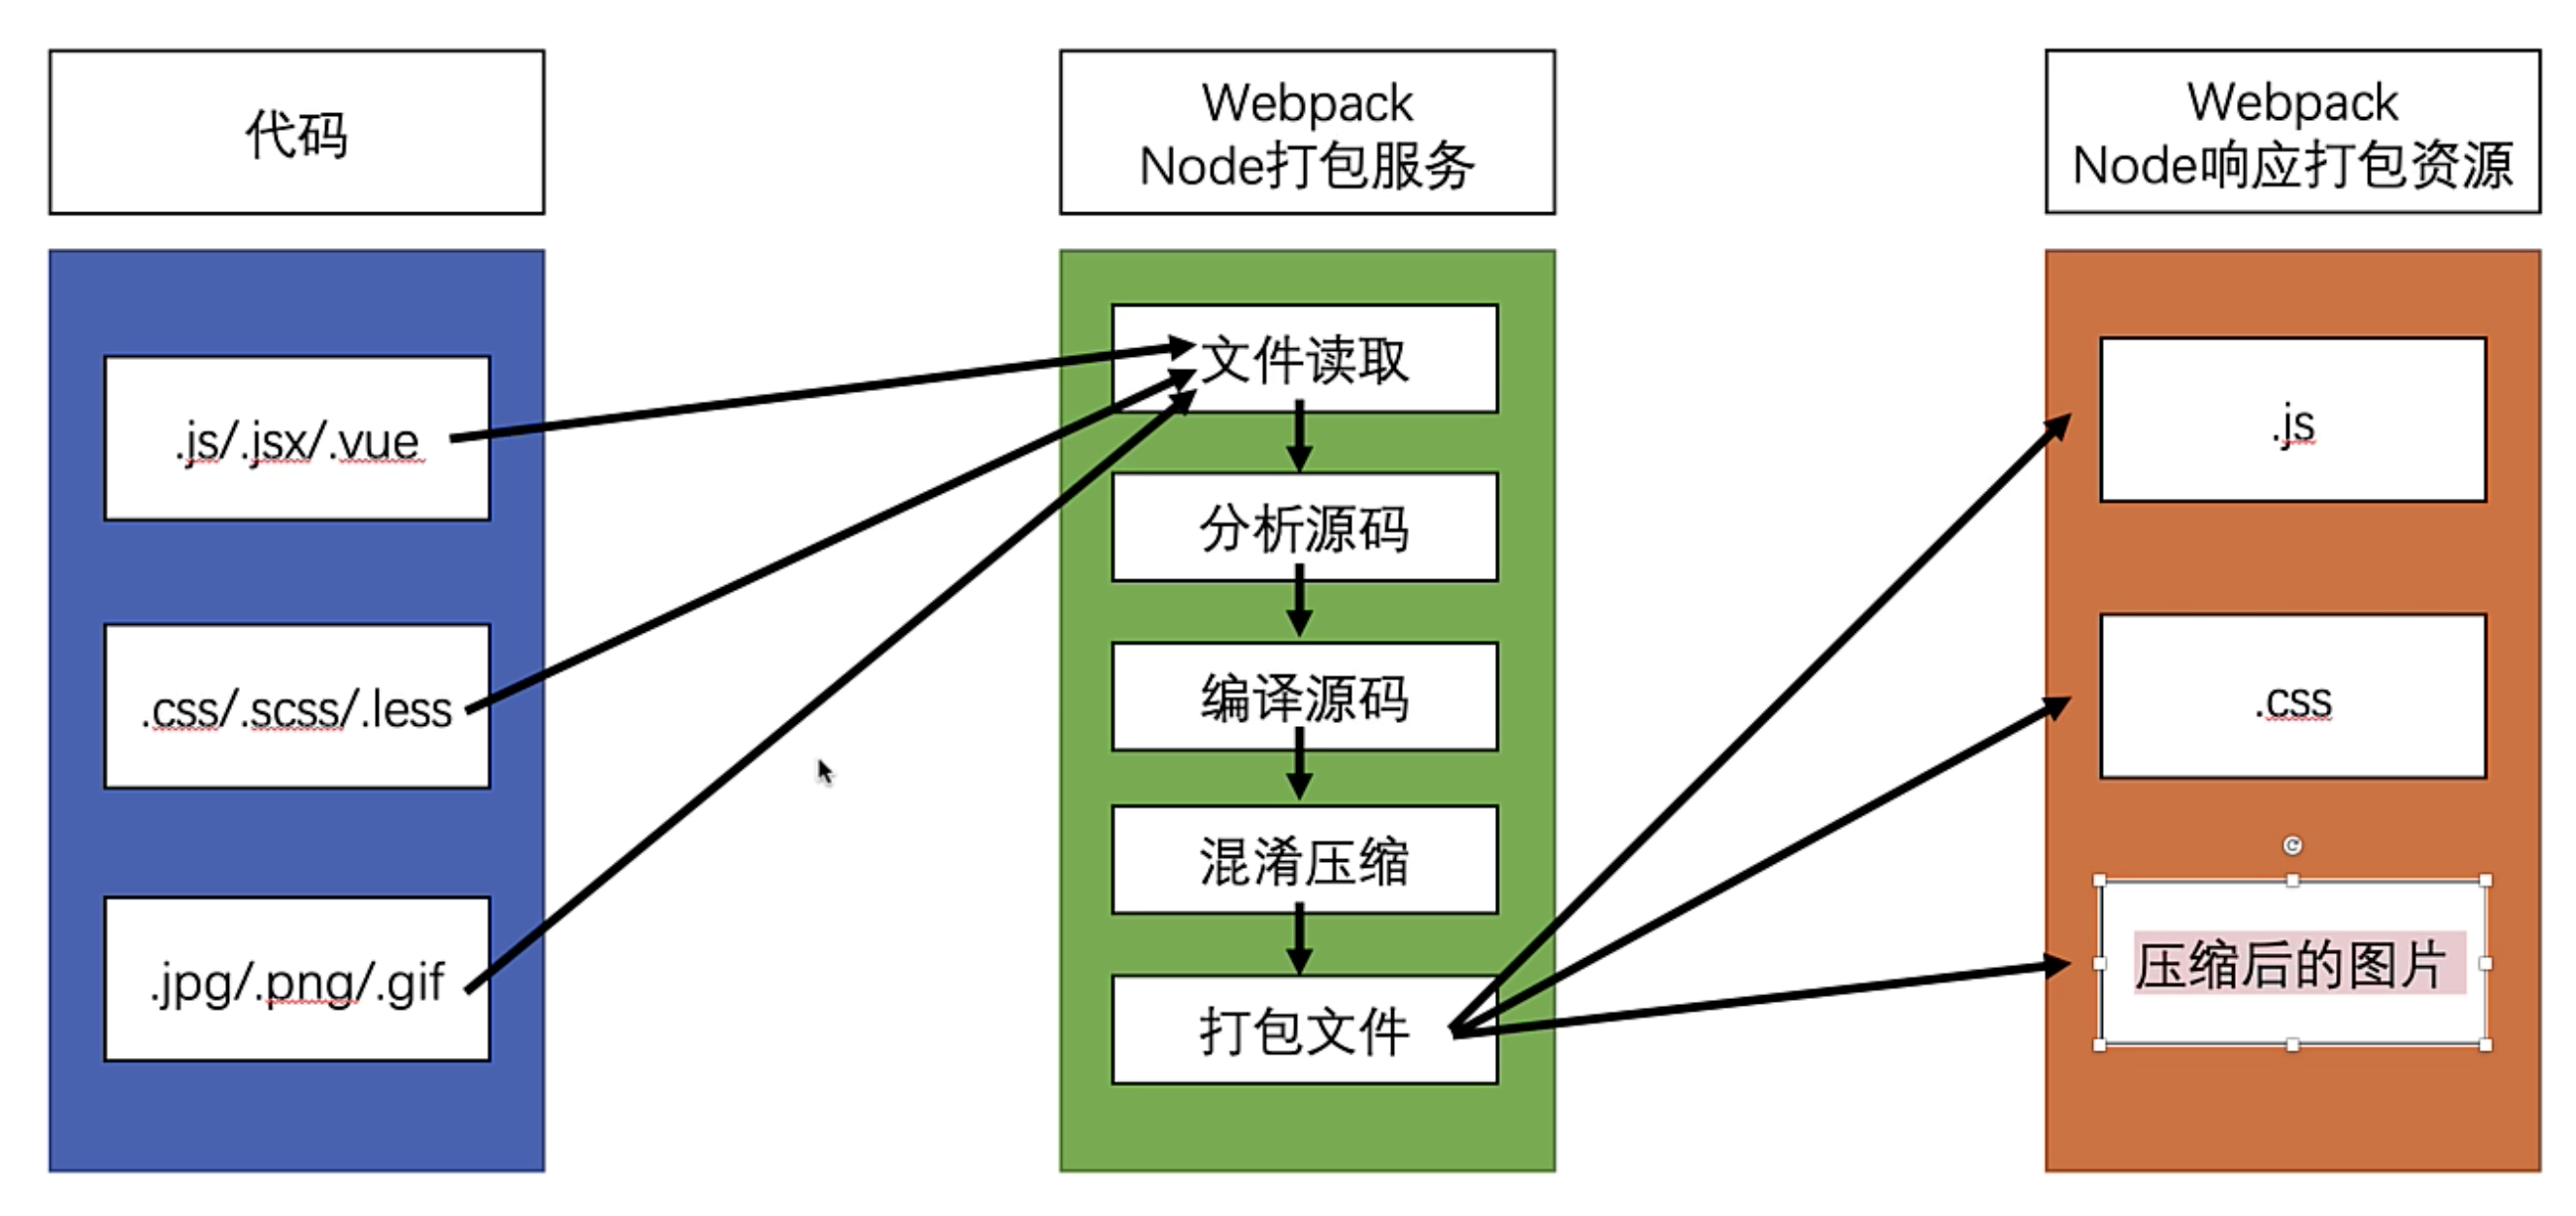 代码
.js/.jsx/.vue
.css/.scss/.less
.jpg/.png/.gif
Webpack
Node打包服务
文件读取
分析源码
编译源码
混淆压缩
打包文件
Webpack
Node响应打包资源
.js
.css
压缩后的图片